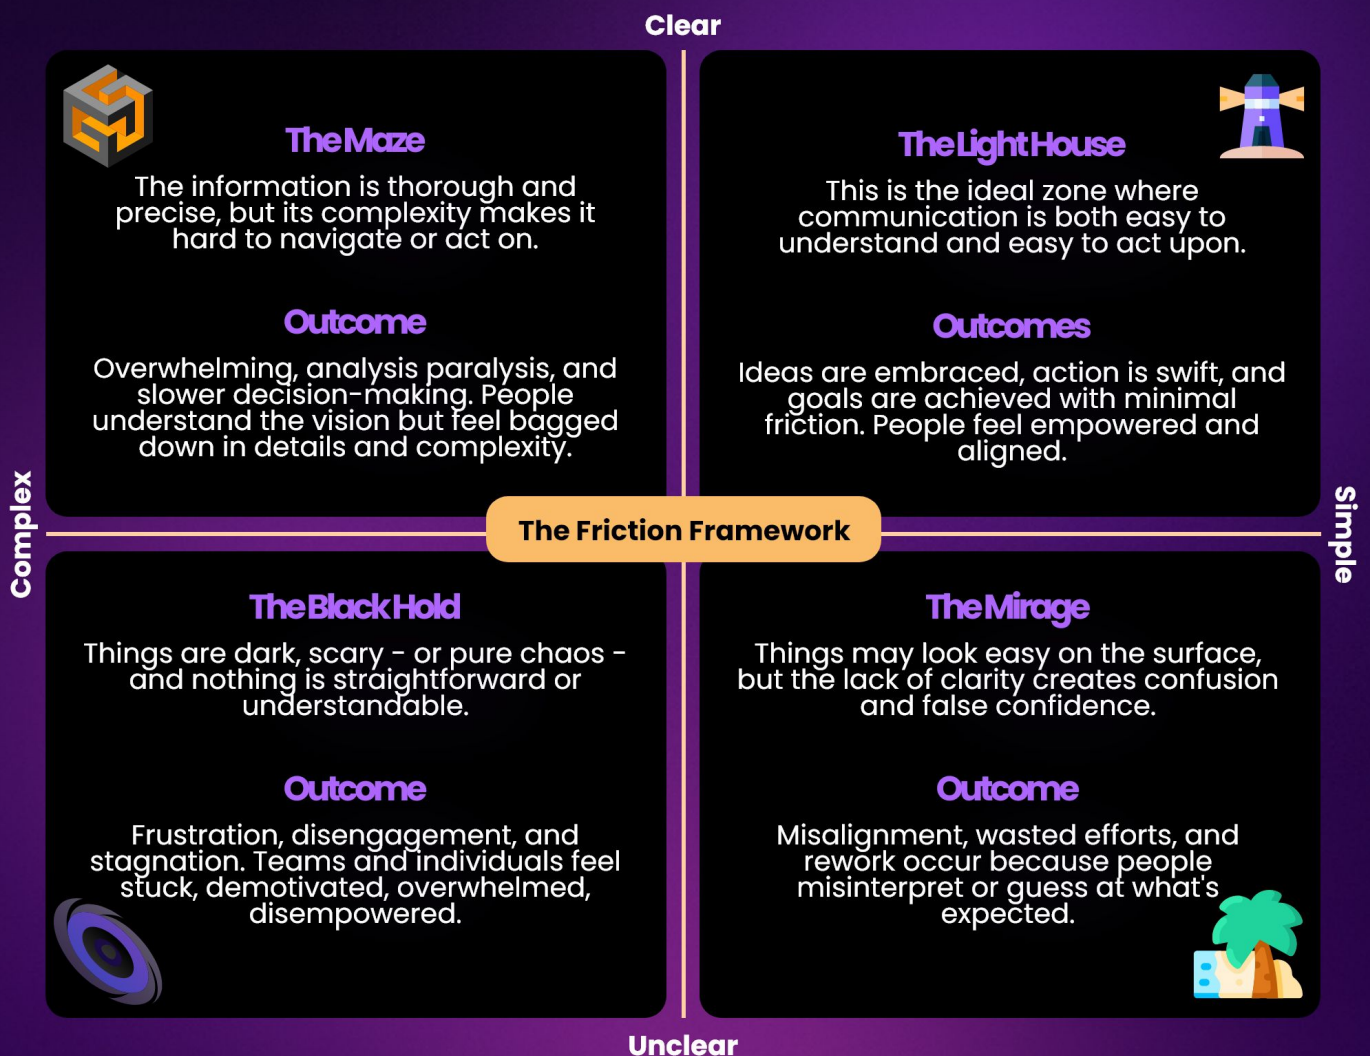 Clear
The Maze
The information is thorough and
precise, but its complexity makes it
hard to navigate or act on.
Outcome
Overwhelming, analysis paralysis, and
slower decision-making. People
understand the vision but feel bagged
down in details and complexity.
The Light House
This is the ideal zone where
communication is both easy to
understand and easy to act upon.
Outcomes
Ideas are embraced, action is swift, and
goals are achieved with minimal
friction. People feel empowered and
aligned.
Complex
The Friction Framework
Simple
The Black Hold
Things are dark, scary - or pure chaos -
and nothing is straightforward or
understandable.
Outcome
Frustration, disengagement, and
stagnation. Teams and individuals feel
stuck, demotivated, overwhelmed,
disempowered.
The Mirage
Things may look easy on the surface,
but the lack of clarity creates confusion
and false confidence.
Outcome
Misalignment, wasted efforts, and
rework occur because people
misinterpret or guess at what's
expected.
Unclear